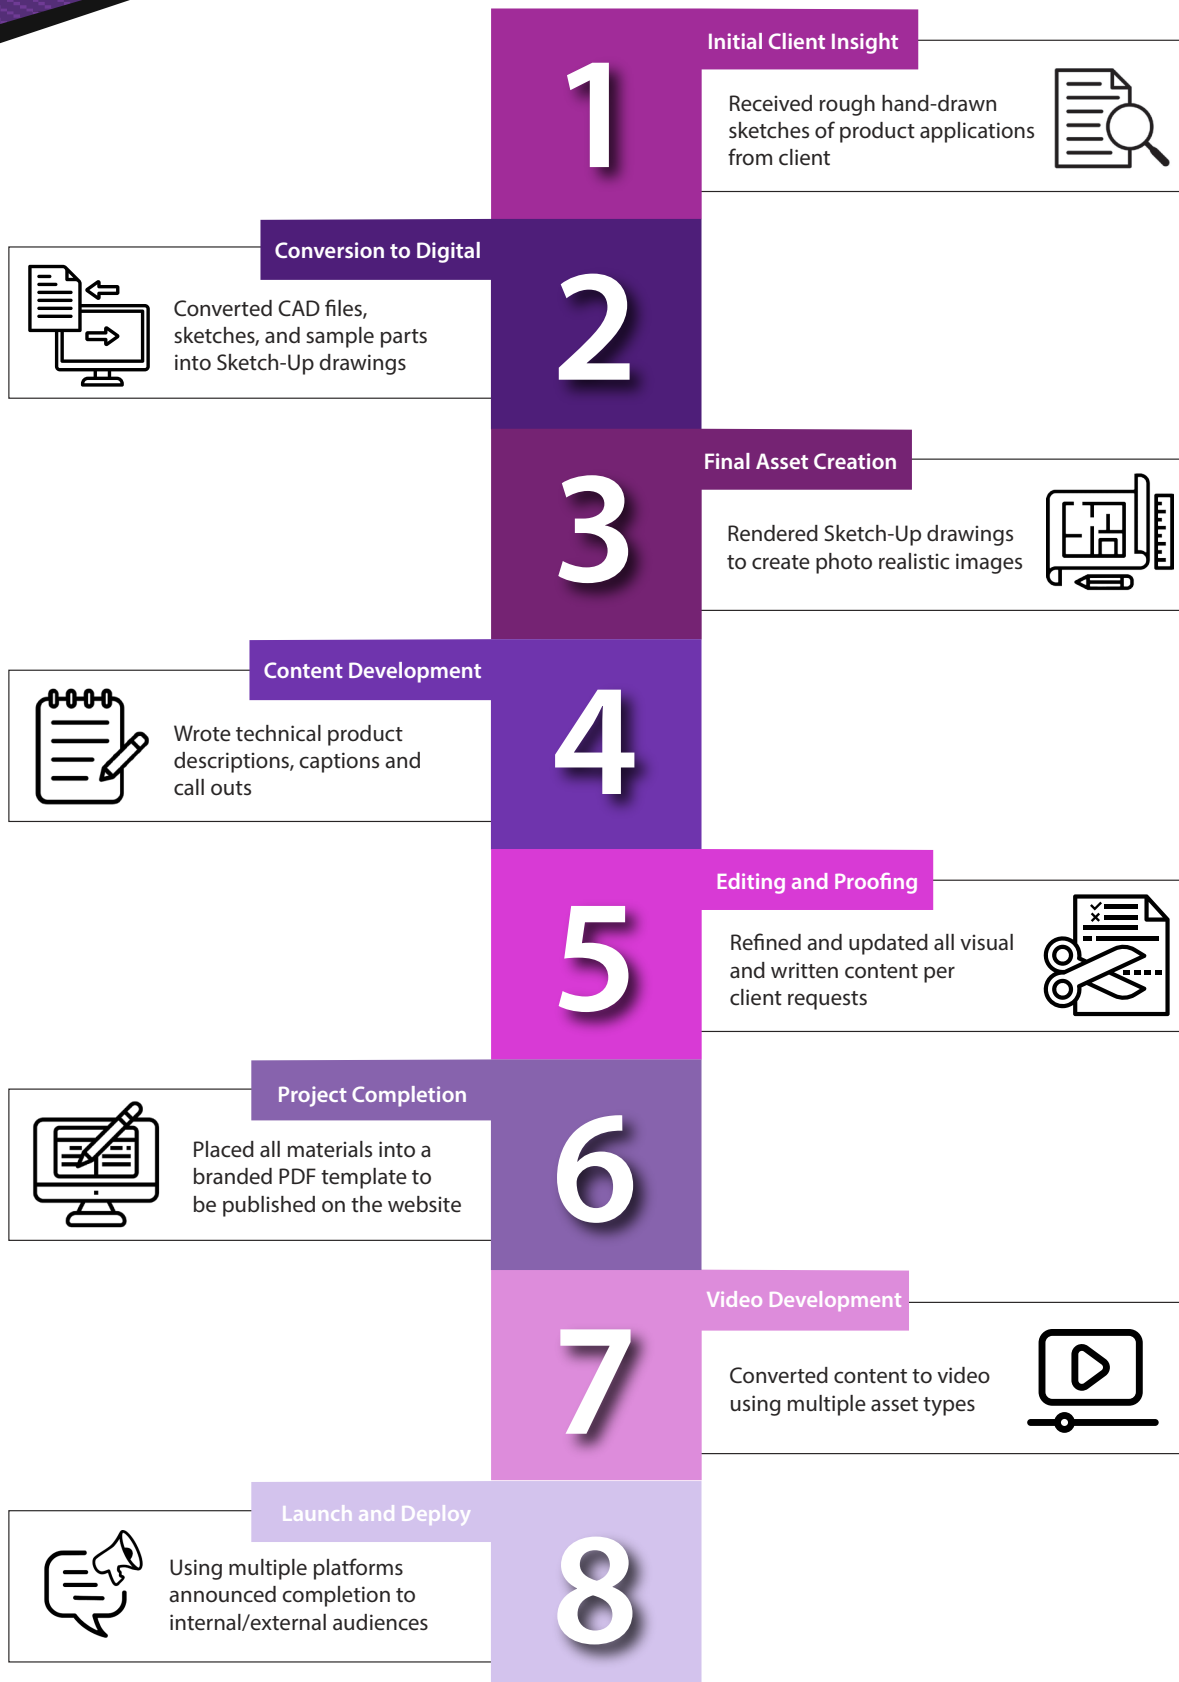 1
Initial Client Insight
Received rough hand-drawn
sketches of product applications
from client
2
Conversion to Digital
Converted CAD files,
sketches, and sample parts
into Sketch-Up drawings
3
Final Asset Creation
Rendered Sketch-Up drawings
to create photo realistic images
4
Content Development
Wrote technical product
descriptions, captions and
call outs
5
Editing and Proofing
Refined and updated all visual
and written content per
client requests
6
Project Completion
Placed all materials into a
branded PDF template to
be published on the website
7
Video Development
Converted content to video
using multiple asset types
8
Launch and Deploy
Using multiple platforms
announced completion to
internal/external audiences